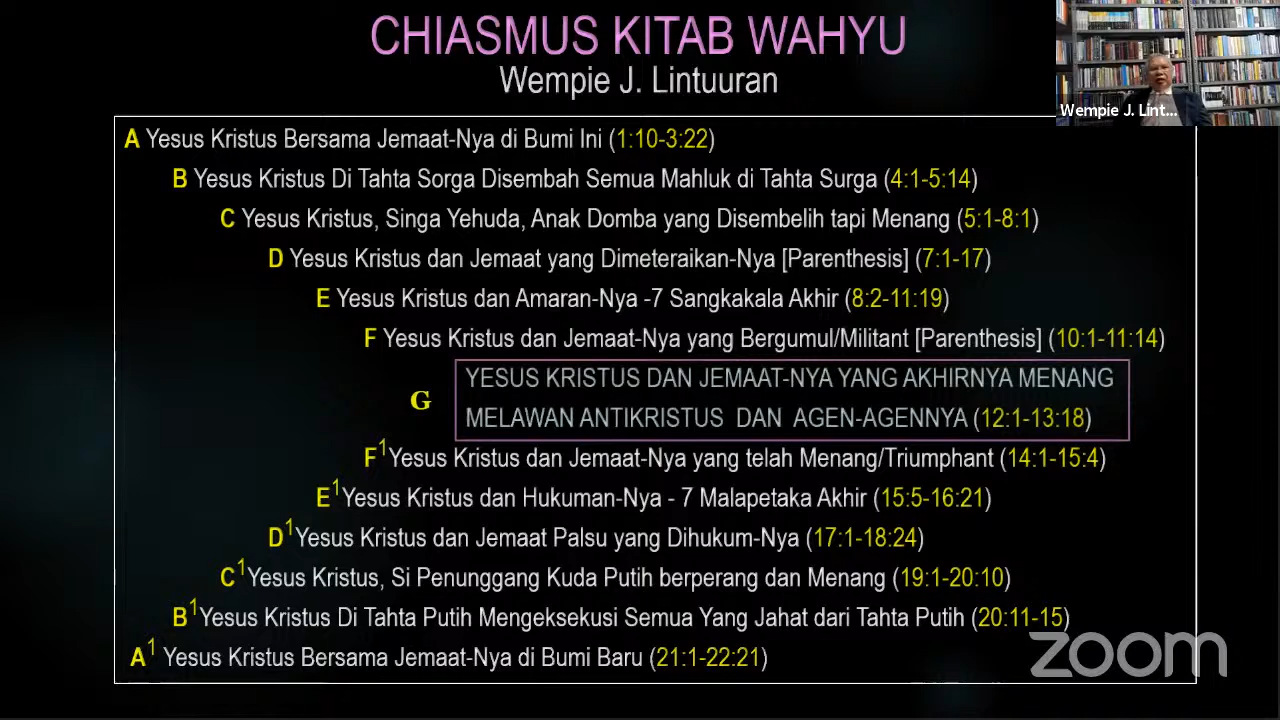 CHIASMUS KITAB WAHYU
Wempie J. Lintuuran
Wempie J. Lint...
A Yesus Kristus Bersama Jemaat-Nya di Bumi Ini (1:10-3:22)
B Yesus Kristus Di Tahta Sorga Disembah Semua Mahluk di Tahta Surga (4:1-5:14)
C Yesus Kristus, Singa Yehuda, Anak Domba yang Disembelih tapi Menang (5:1-8:1)
D Yesus Kristus dan Jemaat yang Dimeteraikan-Nya [Parenthesis] (7:1-17)
E Yesus Kristus dan Amaran-Nya -7 Sangkakala Akhir (8:2-11:19)
F Yesus Kristus dan Jemaat-Nya yang Bergumul/Militant [Parenthesis] (10:1-11:14)
G YESUS KRISTUS DAN JEMAAT-NYA YANG AKHIRNYA MENANG
MELAWAN ANTIKRISTUS DAN AGEN-AGENNYA (12:1-13:18)
F¹ Yesus Kristus dan Jemaat-Nya yang telah Menang/Triumphant (14:1-15:4)
E¹ Yesus Kristus dan Hukuman-Nya - 7 Malapetaka Akhir (15:5-16:21)
D¹ Yesus Kristus dan Jemaat Palsu yang Dihukum-Nya (17:1-18:24)
C¹ Yesus Kristus, Si Penunggang Kuda Putih berperang dan Menang (19:1-20:10)
B¹ Yesus Kristus Di Tahta Putih Mengeksekusi Semua Yang Jahat dari Tahta Putih (20:11-15)
A¹ Yesus Kristus Bersama Jemaat-Nya di Bumi Baru (21:1-22:21)
zoom